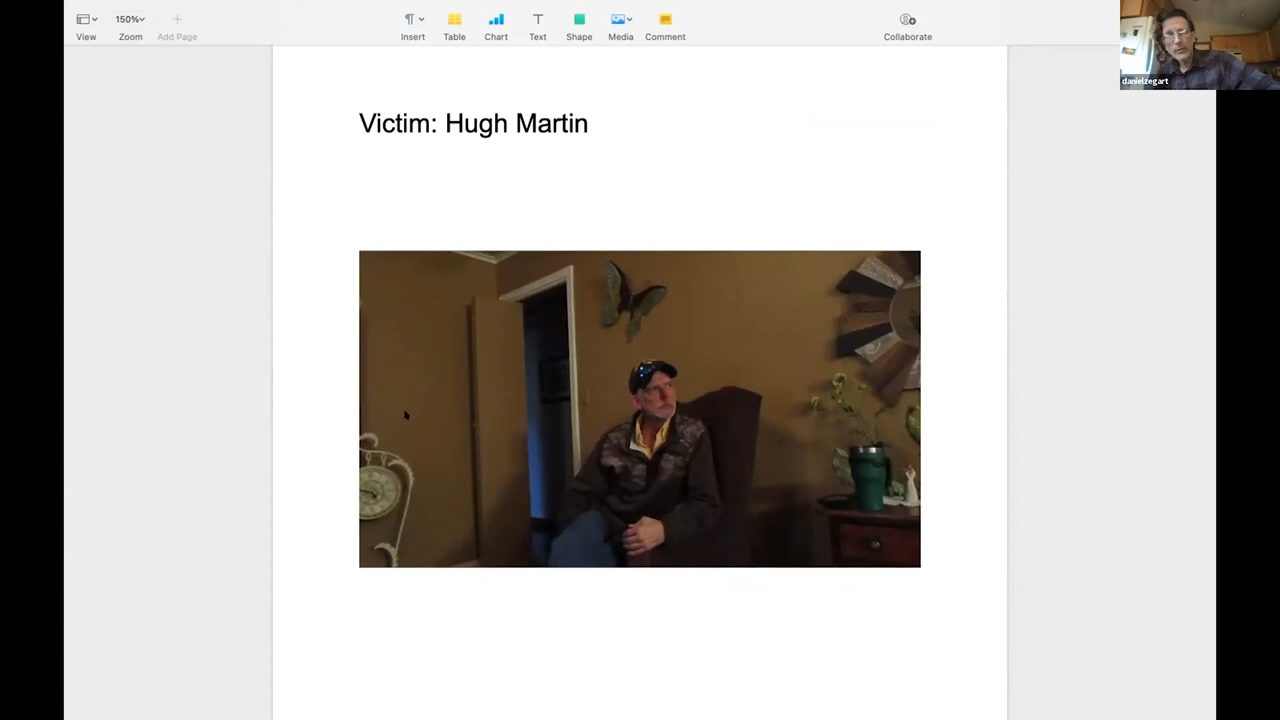 150%
View
Zoom
Add Page
Insert
Table
Chart
Text
Shape
Media
Comment
Collaborate
danielzegart
Victim: Hugh Martin